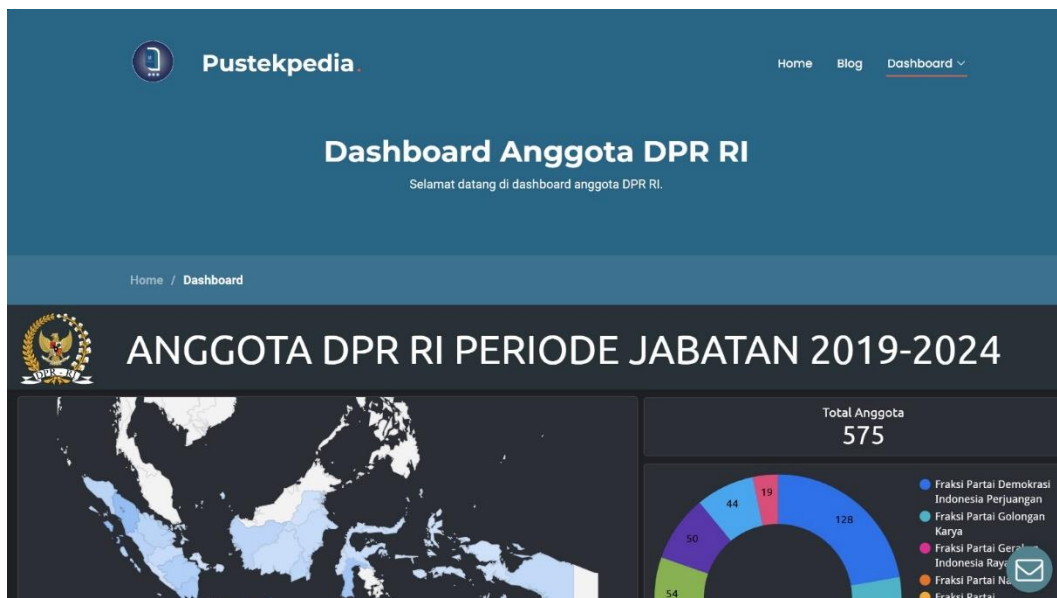 Pustekpedia.
Home Blog Dashboard
Dashboard Anggota DPR RI
Selamat datang di dashboard anggota DPR RI.
Home / Dashboard
DPR - RI
ANGGOTA DPR RI PERIODE JABATAN 2019-2024
Total Anggota
575
19
44
128
50
54
Fraksi Partai Demokrasi
Indonesia Perjuangan
Fraksi Partai Golongan
Karya
Fraksi Partai
Indonesia Raya
Fraksi Partai
Fraksi Partai